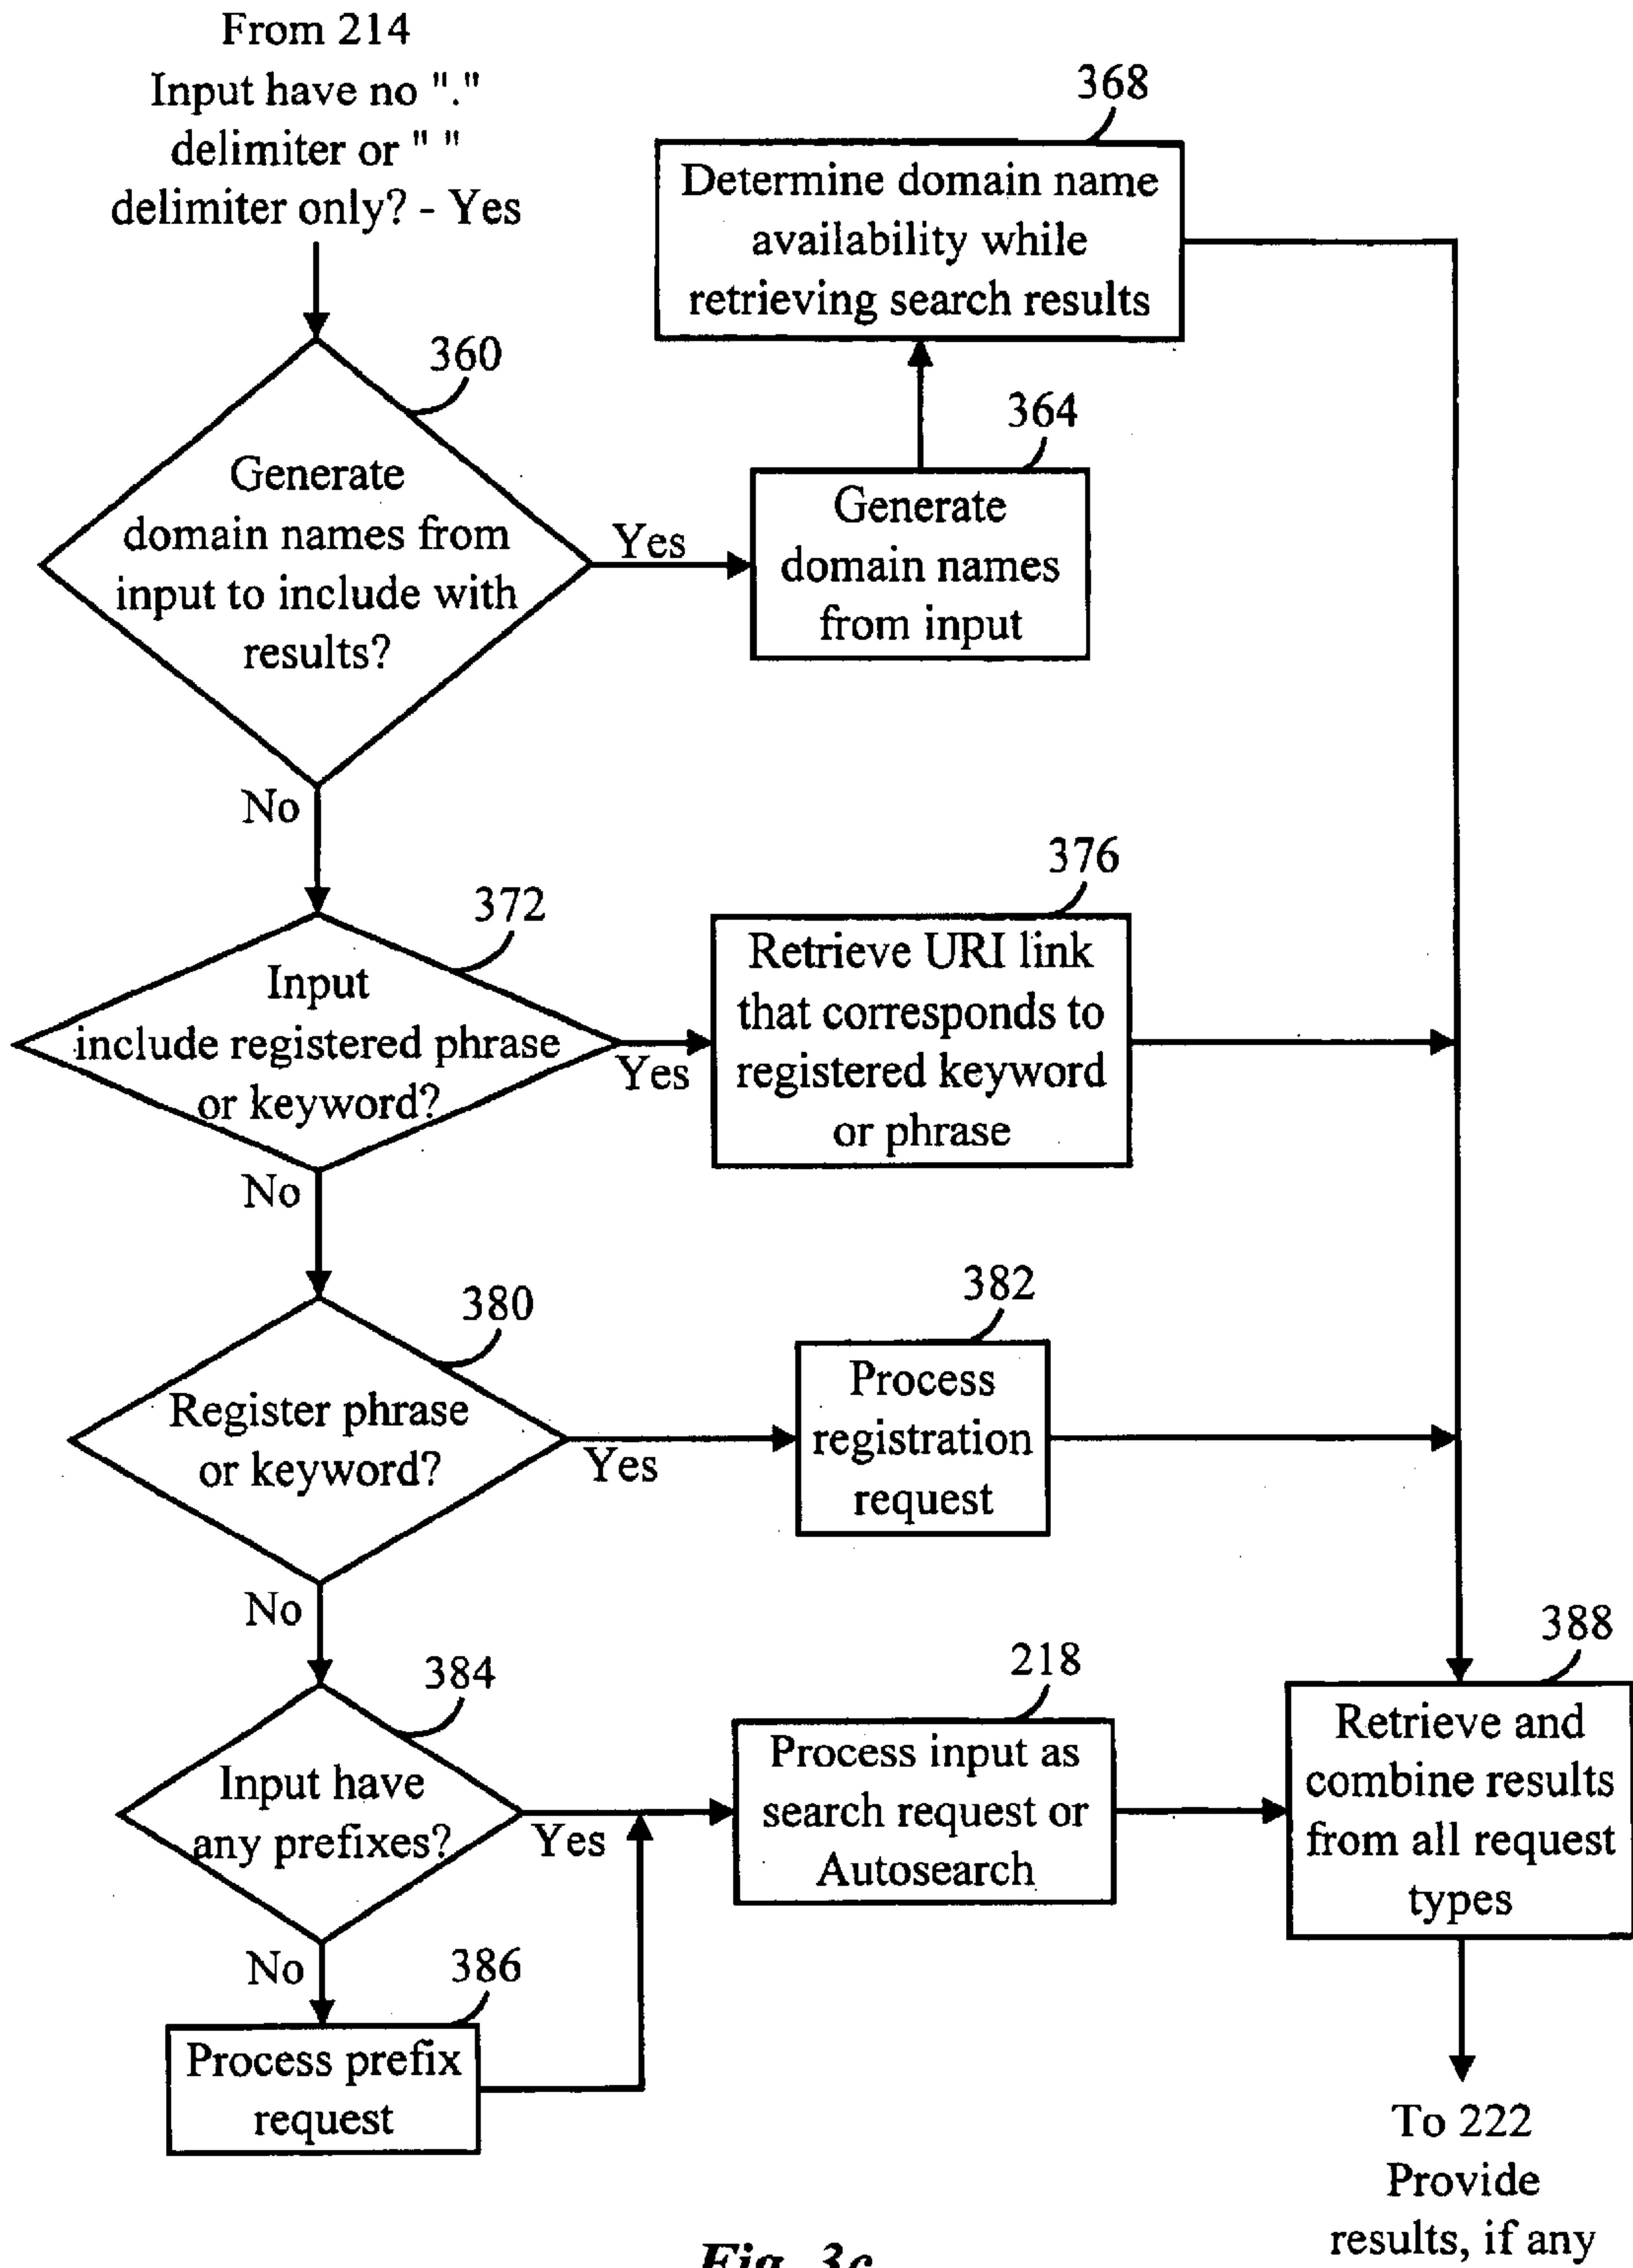 From 214
Input have no "."
delimiter or " "
delimiter only? - Yes
368
Determine domain name
availability while
retrieving search results
360
364
Generate
domain names from
input to include with
results?
Yes
Generate
domain names
from input
No
372
376
Input
include registered phrase
or keyword?
Yes
Retrieve URI link
that corresponds to
registered keyword
or phrase
No
380
382
Register phrase
or keyword?
Yes
Process
registration
request
No
384
218
388
Input have
any prefixes?
Yes
Process input as
search request or
Autosearch
Retrieve and
combine results
from all request
types
No
386
Process prefix
request
To 222
Provide
results, if any
Fig. 3c